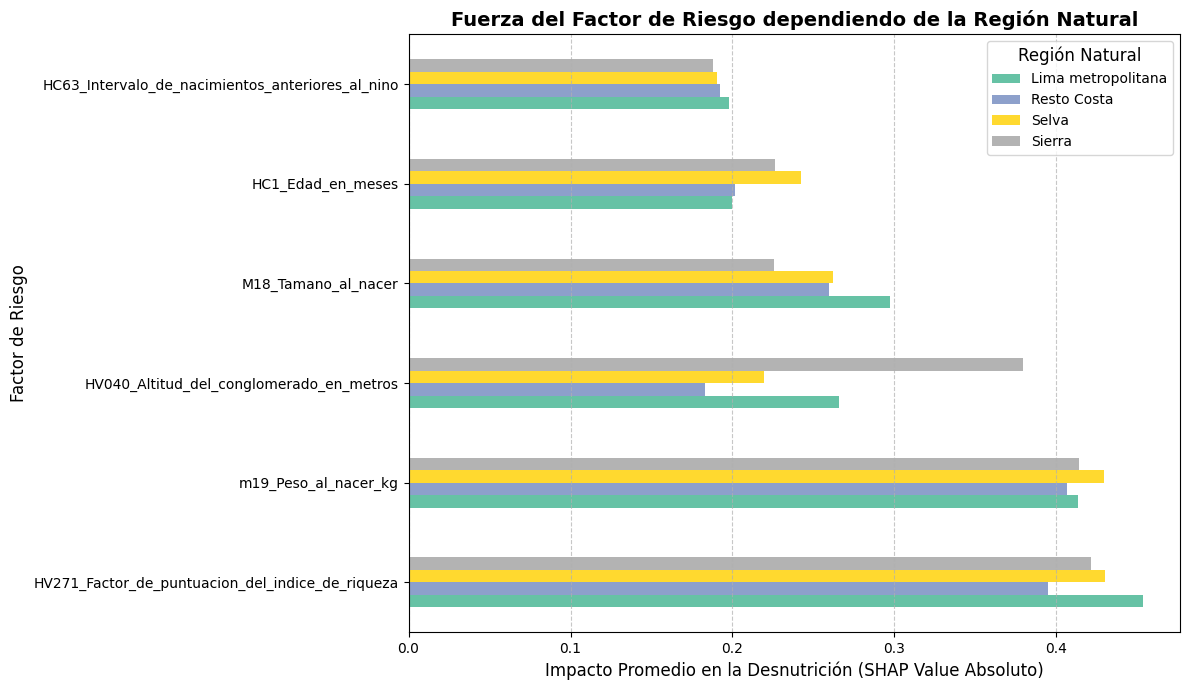 Fuerza del Factor de Riesgo dependiendo de la Región Natural
Región Natural
Lima metropolitana
Resto Costa
Selva
Sierra
Factor de Riesgo
HC63_Intervalo_de_nacimientos_anteriores_al_nino
HC1_Edad_en_meses
M18_Tamano_al_nacer
HV040_Altitud_del_conglomerado_en_metros
m19_Peso_al_nacer_kg
HV271_Factor_de_puntuacion_del_indice_de_riqueza
0.0 0.1 0.2 0.3 0.4
Impacto Promedio en la Desnutrición (SHAP Value Absoluto)